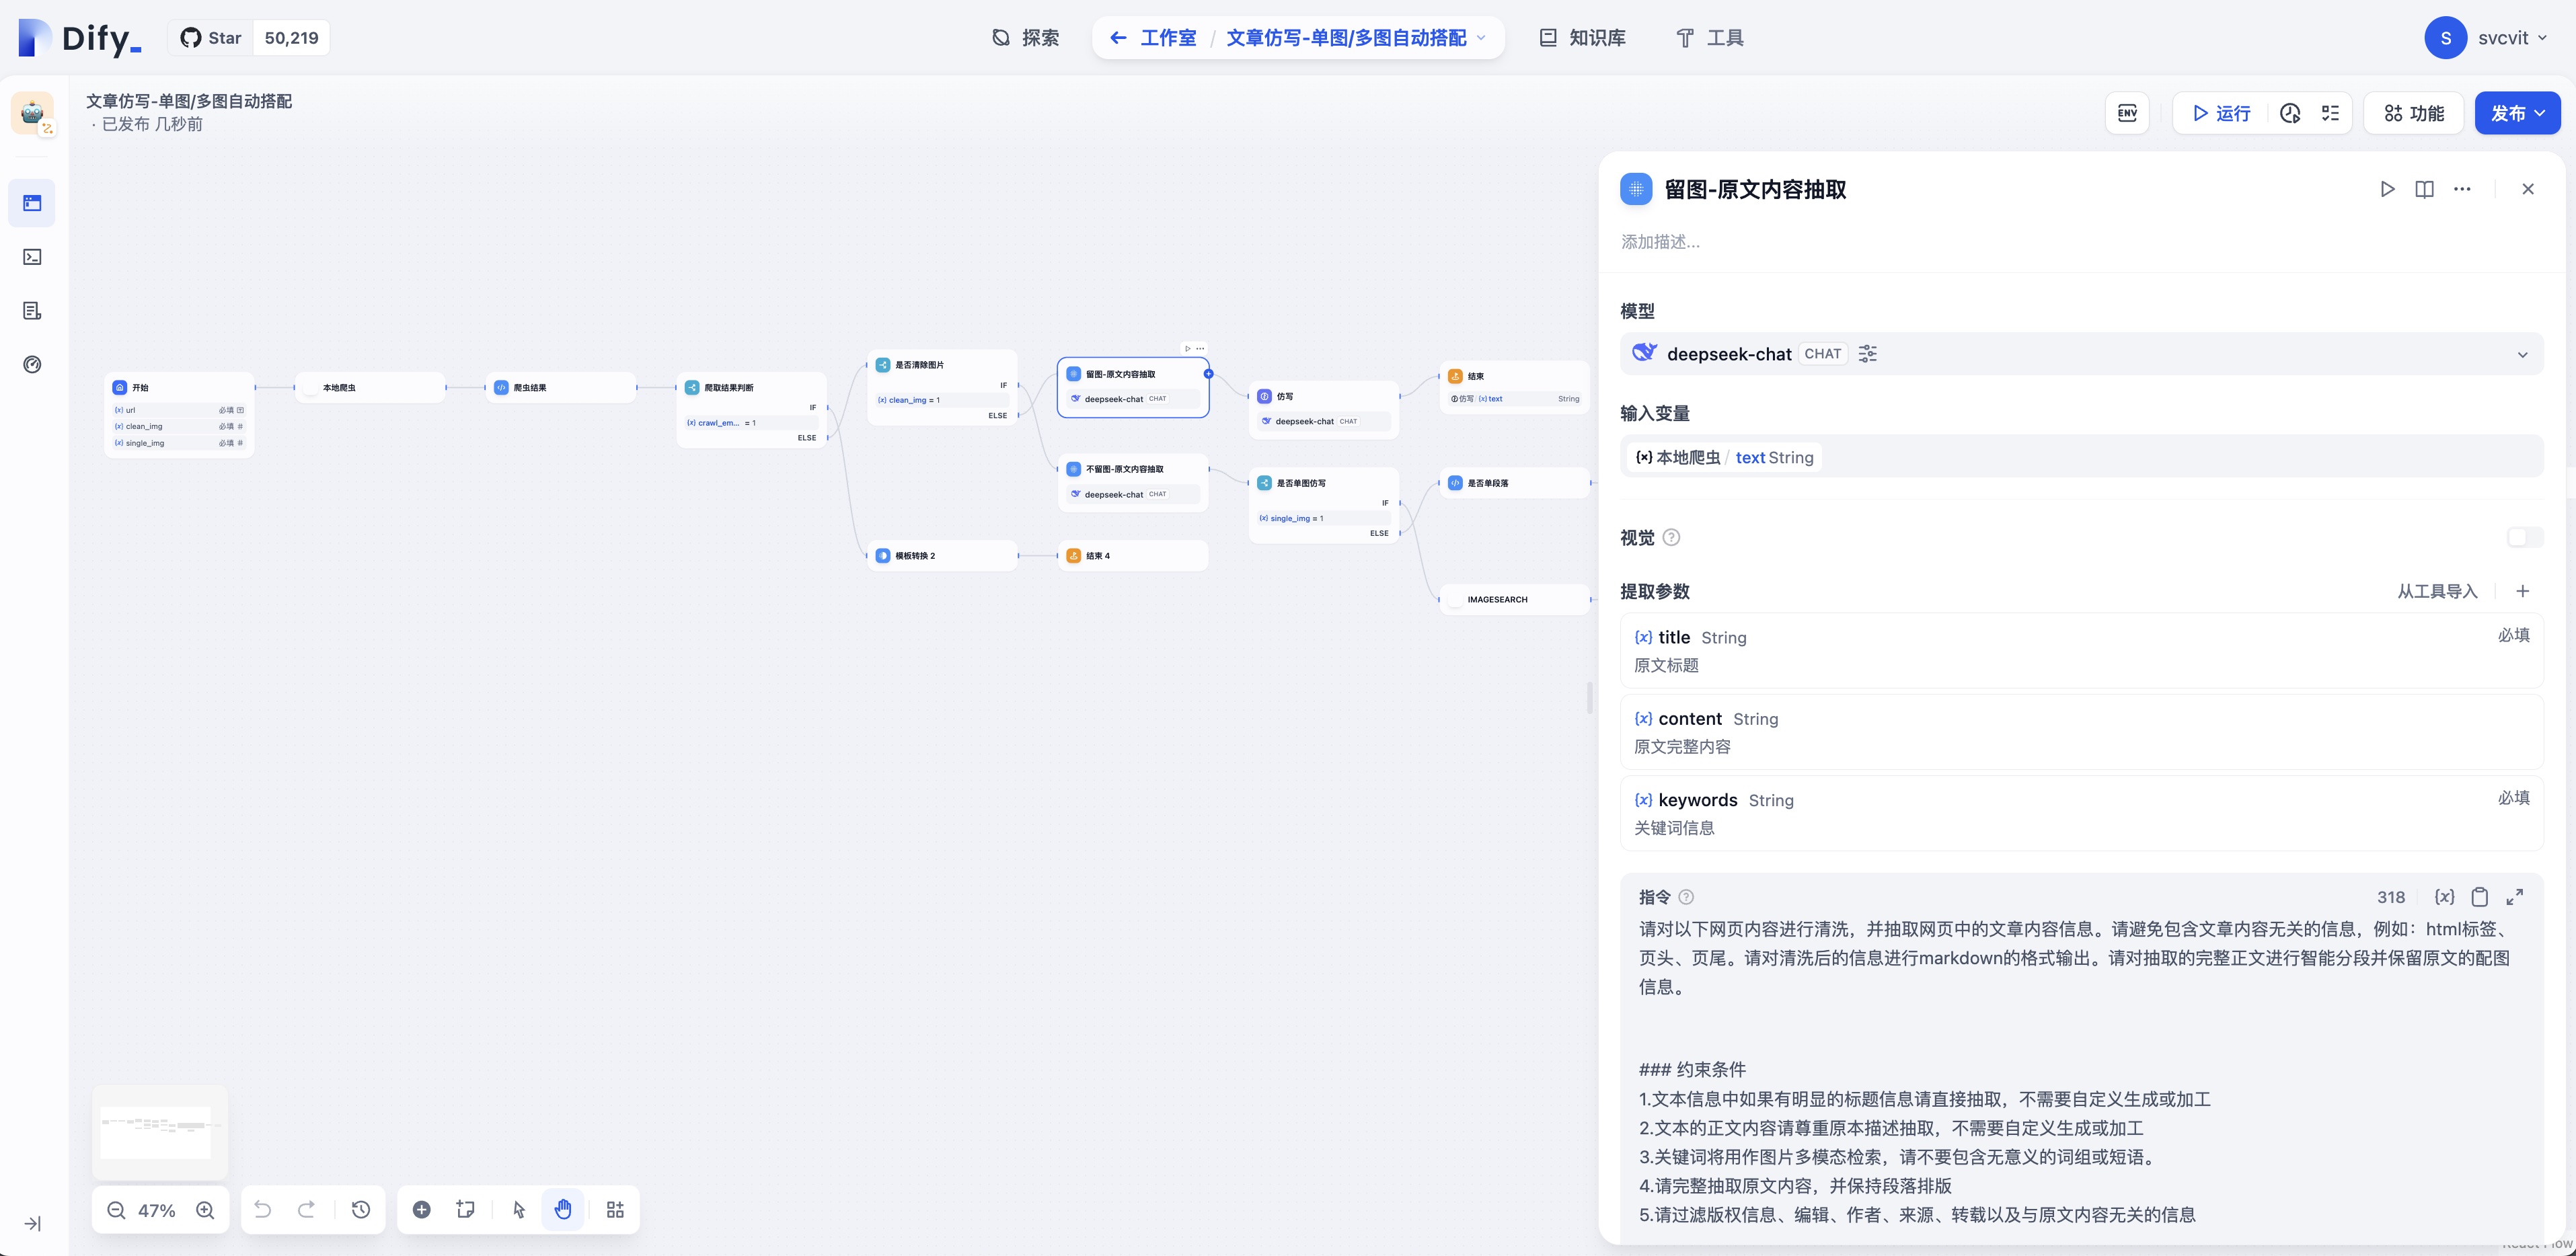 Dify_
Star 50,219
探索
工作室 / 文章仿写-单图/多图自动搭配
知识库
工具
S svcvit
文章仿写-单图/多图自动搭配
· 已发布 几秒前
ENV
运行
功能
发布
开始
{x} url 必填
{x} clean_img 必填 #
{x} single_img 必填 #
本地爬虫
爬虫结果
爬取结果判断
IF
{x} crawl_em... = 1
ELSE
是否清除图片
IF
{x} clean_img = 1
ELSE
留图-原文内容抽取
deepseek-chat CHAT
仿写
deepseek-chat CHAT
结束
仿写 {x} text String
不留图-原文内容抽取
deepseek-chat CHAT
是否单图仿写
IF
{x} single_img = 1
ELSE
是否单段落
模板转换 2
结束 4
IMAGESEARCH
47%
留图-原文内容抽取
添加描述...
模型
deepseek-chat CHAT
输入变量
{x} 本地爬虫 / text String
视觉
提取参数 从工具导入
{x} title String 必填
原文标题
{x} content String
原文完整内容
{x} keywords String 必填
关键词信息
指令 318 {x}
请对以下网页内容进行清洗，并抽取网页中的文章内容信息。请避免包含文章内容无关的信息，例如：html标签、
页头、页尾。请对清洗后的信息进行markdown的格式输出。请对抽取的完整正文进行智能分段并保留原文的配图
信息。
### 约束条件
1.文本信息中如果有明显的标题信息请直接抽取，不需要自定义生成或加工
2.文本的正文内容请尊重原本描述抽取，不需要自定义生成或加工
3.关键词将用作图片多模态检索，请不要包含无意义的词组或短语。
4.请完整抽取原文内容，并保持段落排版
5.请过滤版权信息、编辑、作者、来源、转载以及与原文内容无关的信息
React Flow